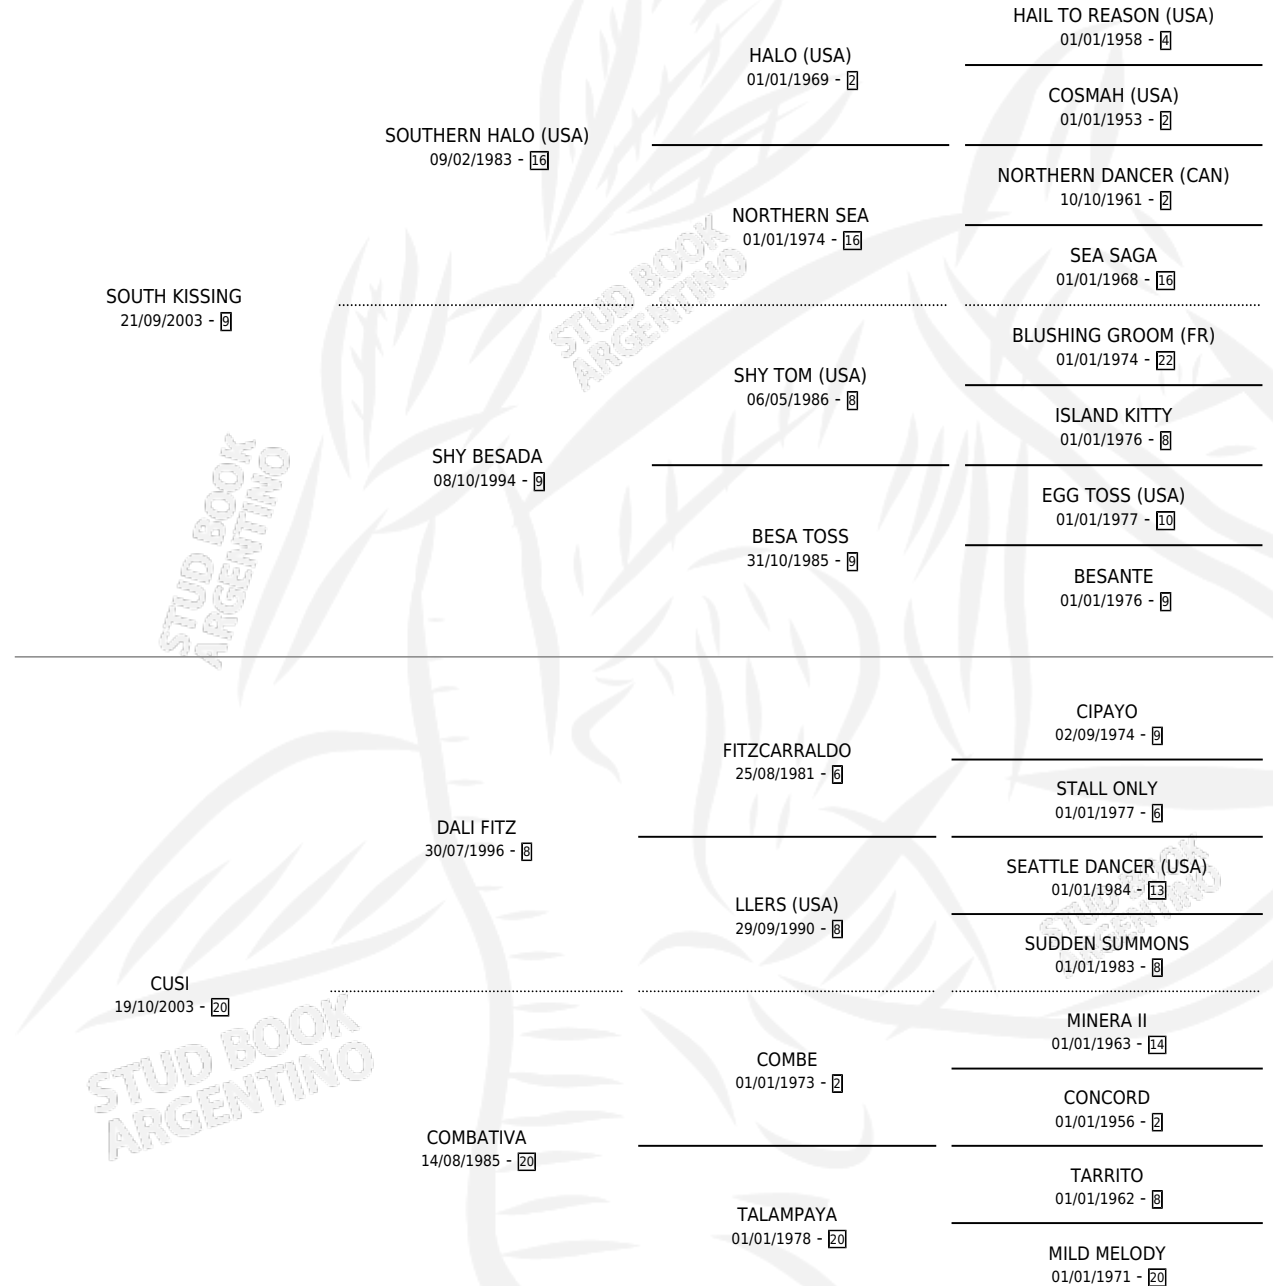 HAIL TO REASON (USA)
01/01/1958 - 4
HALO (USA)
01/01/1969 - 2
COSMAH (USA)
01/01/1953 - 2
SOUTHERN HALO (USA)
09/02/1983 - 16
NORTHERN DANCER (CAN)
10/10/1961 - 2
NORTHERN SEA
01/01/1974 - 16
SEA SAGA
01/01/1968 - 16
SOUTH KISSING
21/09/2003 - 9
STUD BOOK
ARGENTINO
BLUSHING GROOM (FR)
01/01/1974 - 22
SHY TOM (USA)
06/05/1986 - 8
ISLAND KITTY
01/01/1976 - 8
SHY BESADA
08/10/1994 - 9
EGG TOSS (USA)
01/01/1977 - 10
BESA TOSS
31/10/1985 - 9
BESANTE
01/01/1976 - 9
STUD BOOK
ARGENTINO
CIPAYO
02/09/1974 - 9
FITZCARRALDO
25/08/1981 - 6
STALL ONLY
01/01/1977 - 6
DALI FITZ
30/07/1996 - 8
SEATTLE DANCER (USA)
01/01/1984 - 13
LLERS (USA)
29/09/1990 - 8
STUD BOOK
ARGENTINO
SUDDEN SUMMONS
01/01/1983 - 8
CUSI
19/10/2003 - 20
MINERA II
01/01/1963 - 14
COMBE
01/01/1973 - 2
CONCORD
01/01/1956 - 2
STUD BOOK
ARGENTINO
COMBATIVA
14/08/1985 - 20
TARRITO
01/01/1962 - 8
TALAMPAYA
01/01/1978 - 20
MILD MELODY
01/01/1971 - 20